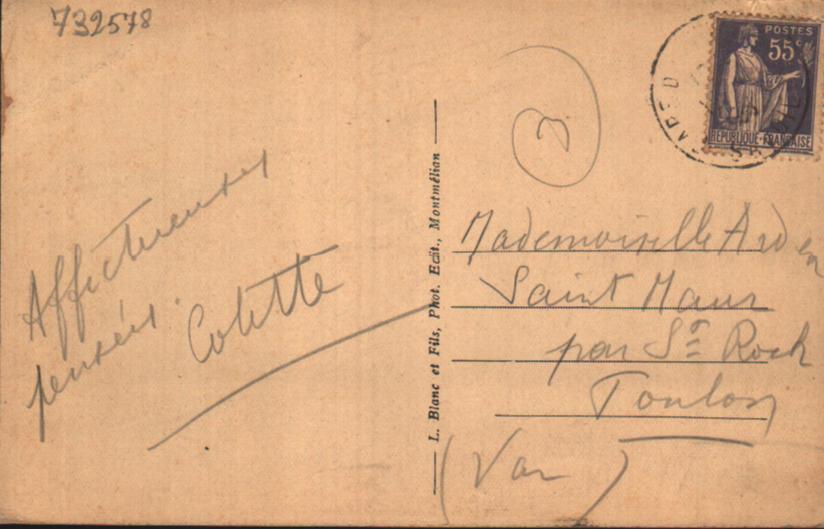 732578
POSTES
55c
REPUBLIQUE-FRANÇAISE
Affectueuses
pensées.
Colette
L. Blanc et Fils, Phot. Edit., Montmélian
Mademoiselle Arden
Saint Maur
par St Roch
Toulon
(Var)